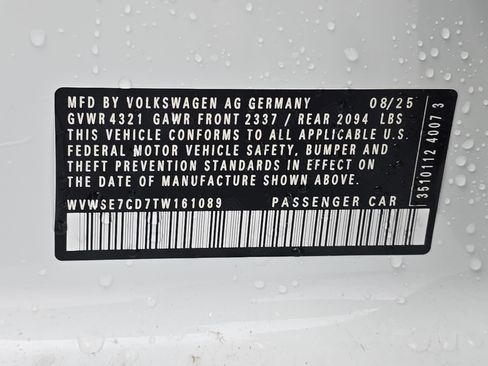 MFD BY VOLKSWAGEN AG GERMANY 08/25
GVWR 4321 GAWR FRONT 2337 / REAR 2094 LBS
THIS VEHICLE CONFORMS TO ALL APPLICABLE U.S.
FEDERAL MOTOR VEHICLE SAFETY, BUMPER AND
THEFT PREVENTION STANDARDS IN EFFECT ON
THE DATE OF MANUFACTURE SHOWN ABOVE.
WVWSE7CD7TW161089 PASSENGER CAR
3510112 4007 3